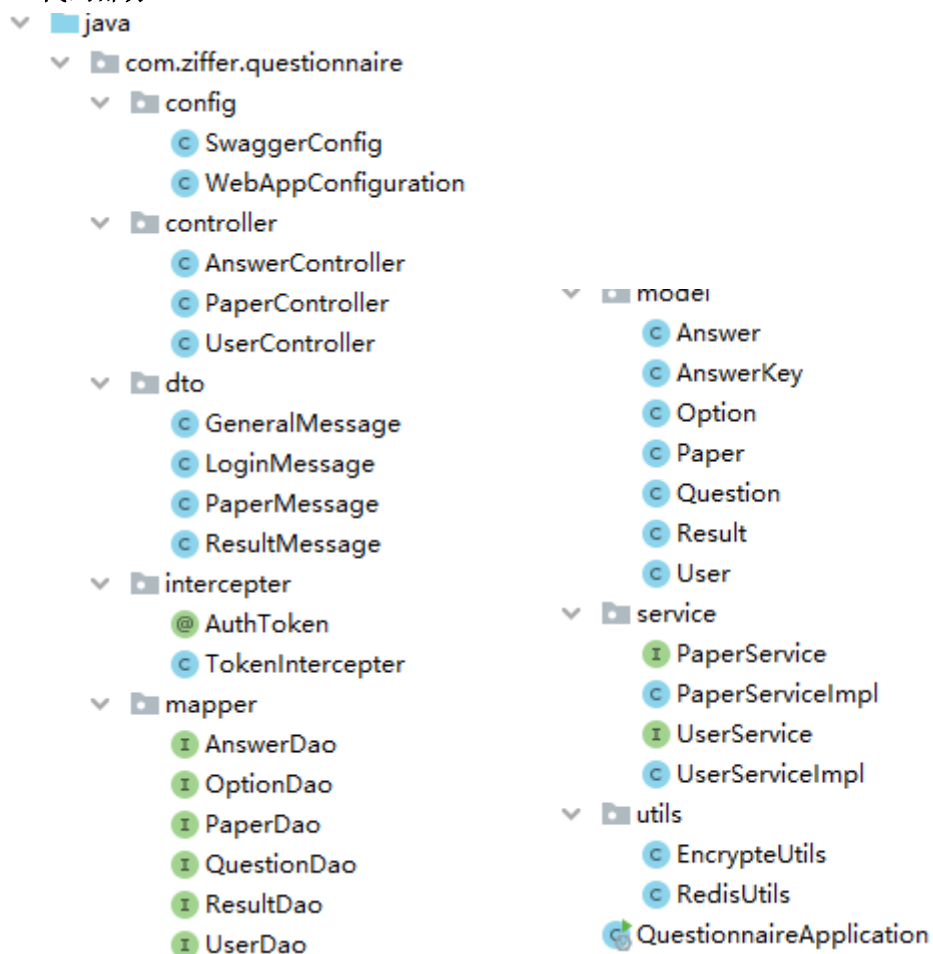 java
com.ziffer.questionnaire
config
SwaggerConfig
WebAppConfiguration
controller
AnswerController
PaperController
UserController
dto
GeneralMessage
LoginMessage
PaperMessage
ResultMessage
intercepter
AuthToken
TokenIntercepter
mapper
AnswerDao
OptionDao
PaperDao
QuestionDao
ResultDao
UserDao
model
Answer
AnswerKey
Option
Paper
Question
Result
User
service
PaperService
PaperServiceImpl
UserService
UserServiceImpl
utils
EncrypteUtils
RedisUtils
QuestionnaireApplication